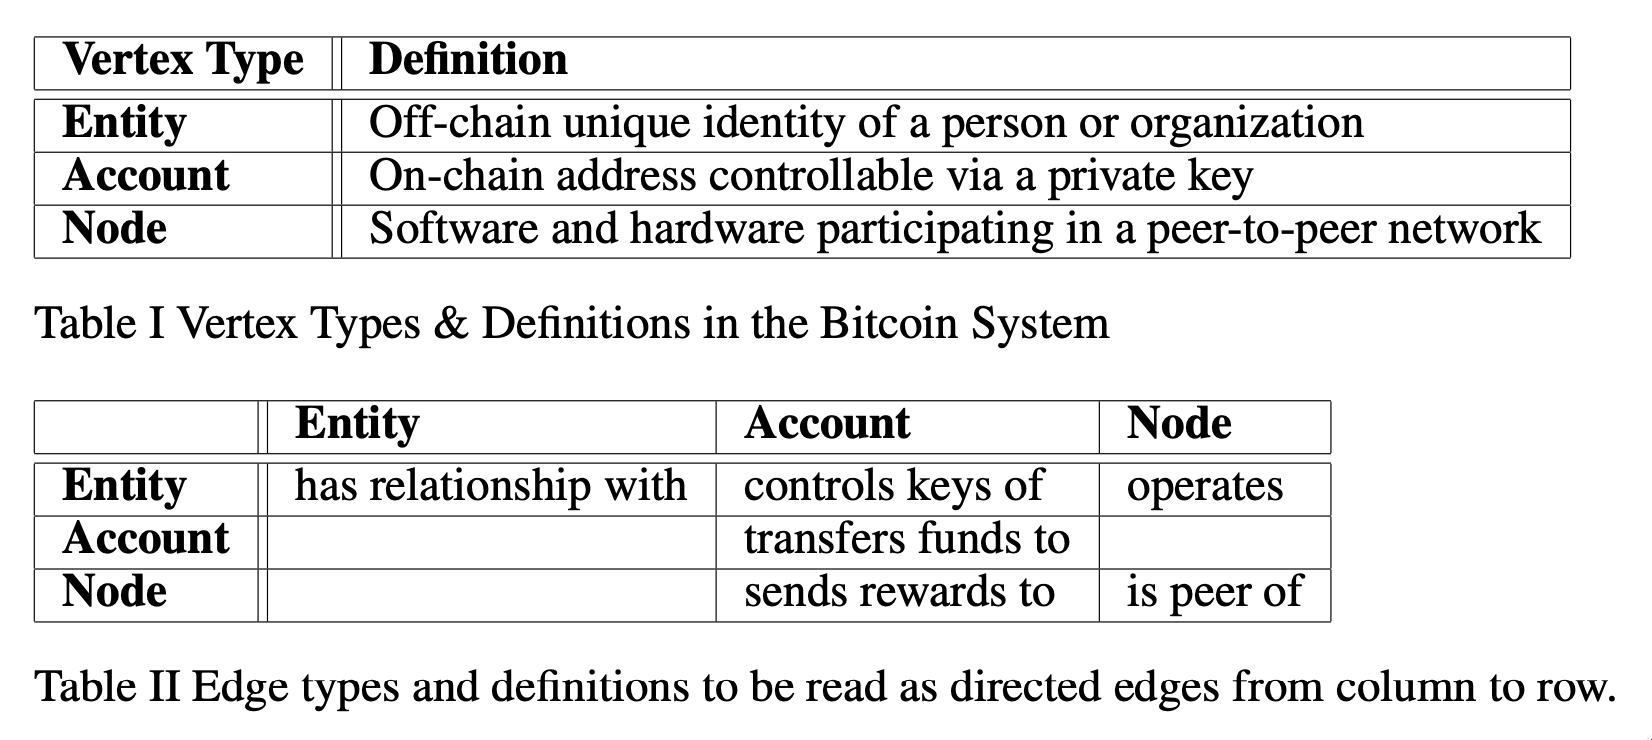 Vertex Type Definition
Entity Off-chain unique identity of a person or organization
Account On-chain address controllable via a private key
Node Software and hardware participating in a peer-to-peer network
Table I Vertex Types & Definitions in the Bitcoin System
Entity Account Node
Entity has relationship with controls keys of operates
Account transfers funds to
Node sends rewards to is peer of
Table II Edge types and definitions to be read as directed edges from column to row.